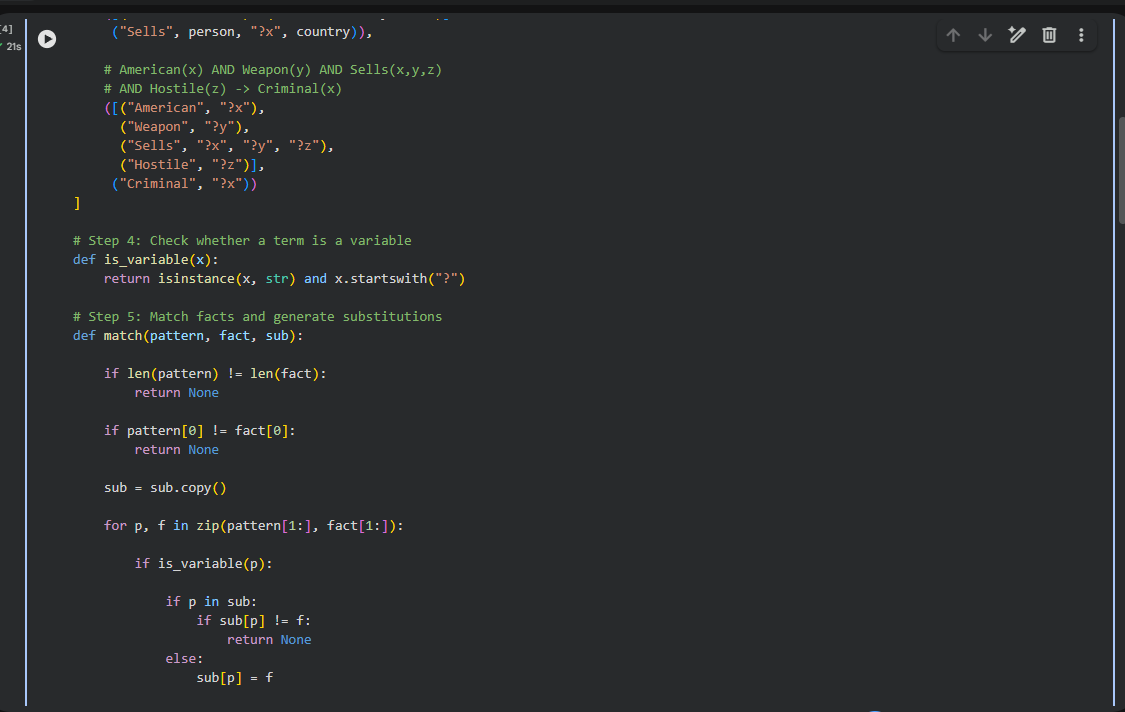 [4]
21s
("Sells", person, "?x", country)),
# American(x) AND Weapon(y) AND Sells(x,y,z)
# AND Hostile(z) -> Criminal(x)
([("American", "?x"),
("Weapon", "?y"),
("Sells", "?x", "?y", "?z"),
("Hostile", "?z")],
("Criminal", "?x"))
]
# Step 4: Check whether a term is a variable
def is_variable(x):
return isinstance(x, str) and x.startswith("?")
# Step 5: Match facts and generate substitutions
def match(pattern, fact, sub):
if len(pattern) != len(fact):
return None
if pattern[0] != fact[0]:
return None
sub = sub.copy()
for p, f in zip(pattern[1:], fact[1:]):
if is_variable(p):
if p in sub:
if sub[p] != f:
return None
else:
sub[p] = f